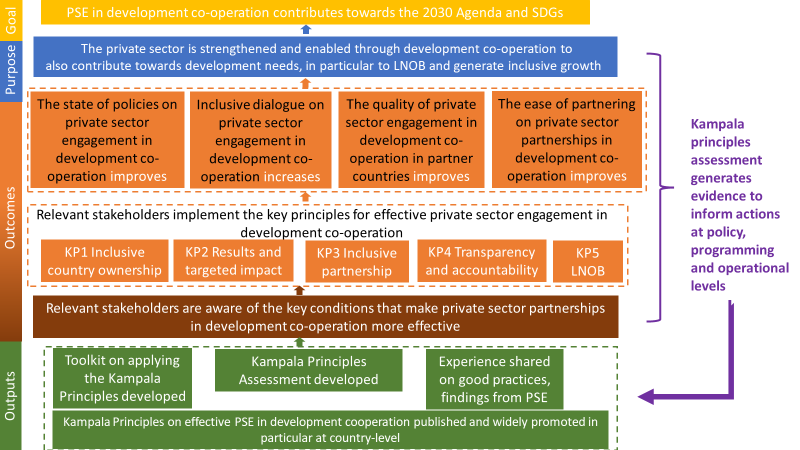 Goal
PSE in development co-operation contributes towards the 2030 Agenda and SDGs
Purpose
The private sector is strengthened and enabled through development co-operation to
also contribute towards development needs, in particular to LNOB and generate inclusive growth
Outcomes
The state of policies on
private sector
engagement in
development co-
operation improves
Inclusive dialogue on
private sector
engagement in
development co-
operation increases
The quality of private
sector engagement in
development co-
operation in partner
countries improves
The ease of partnering
on private sector
partnerships in
development co-
operation improves
Relevant stakeholders implement the key principles for effective private sector engagement in
development co-operation
KP1 Inclusive
country ownership
KP2 Results and
targeted impact
KP3 Inclusive
partnership
KP4 Transparency
and accountability
KP5
LNOB
Relevant stakeholders are aware of the key conditions that make private sector partnerships
in development co-operation more effective
Outputs
Toolkit on applying
the Kampala
Principles developed
Kampala Principles
Assessment developed
Experience shared
on good practices,
findings from PSE
Kampala Principles on effective PSE in development cooperation published and widely promoted in
particular at country-level
Kampala
principles
assessment
generates
evidence to
inform actions
at policy,
programming
and operational
levels